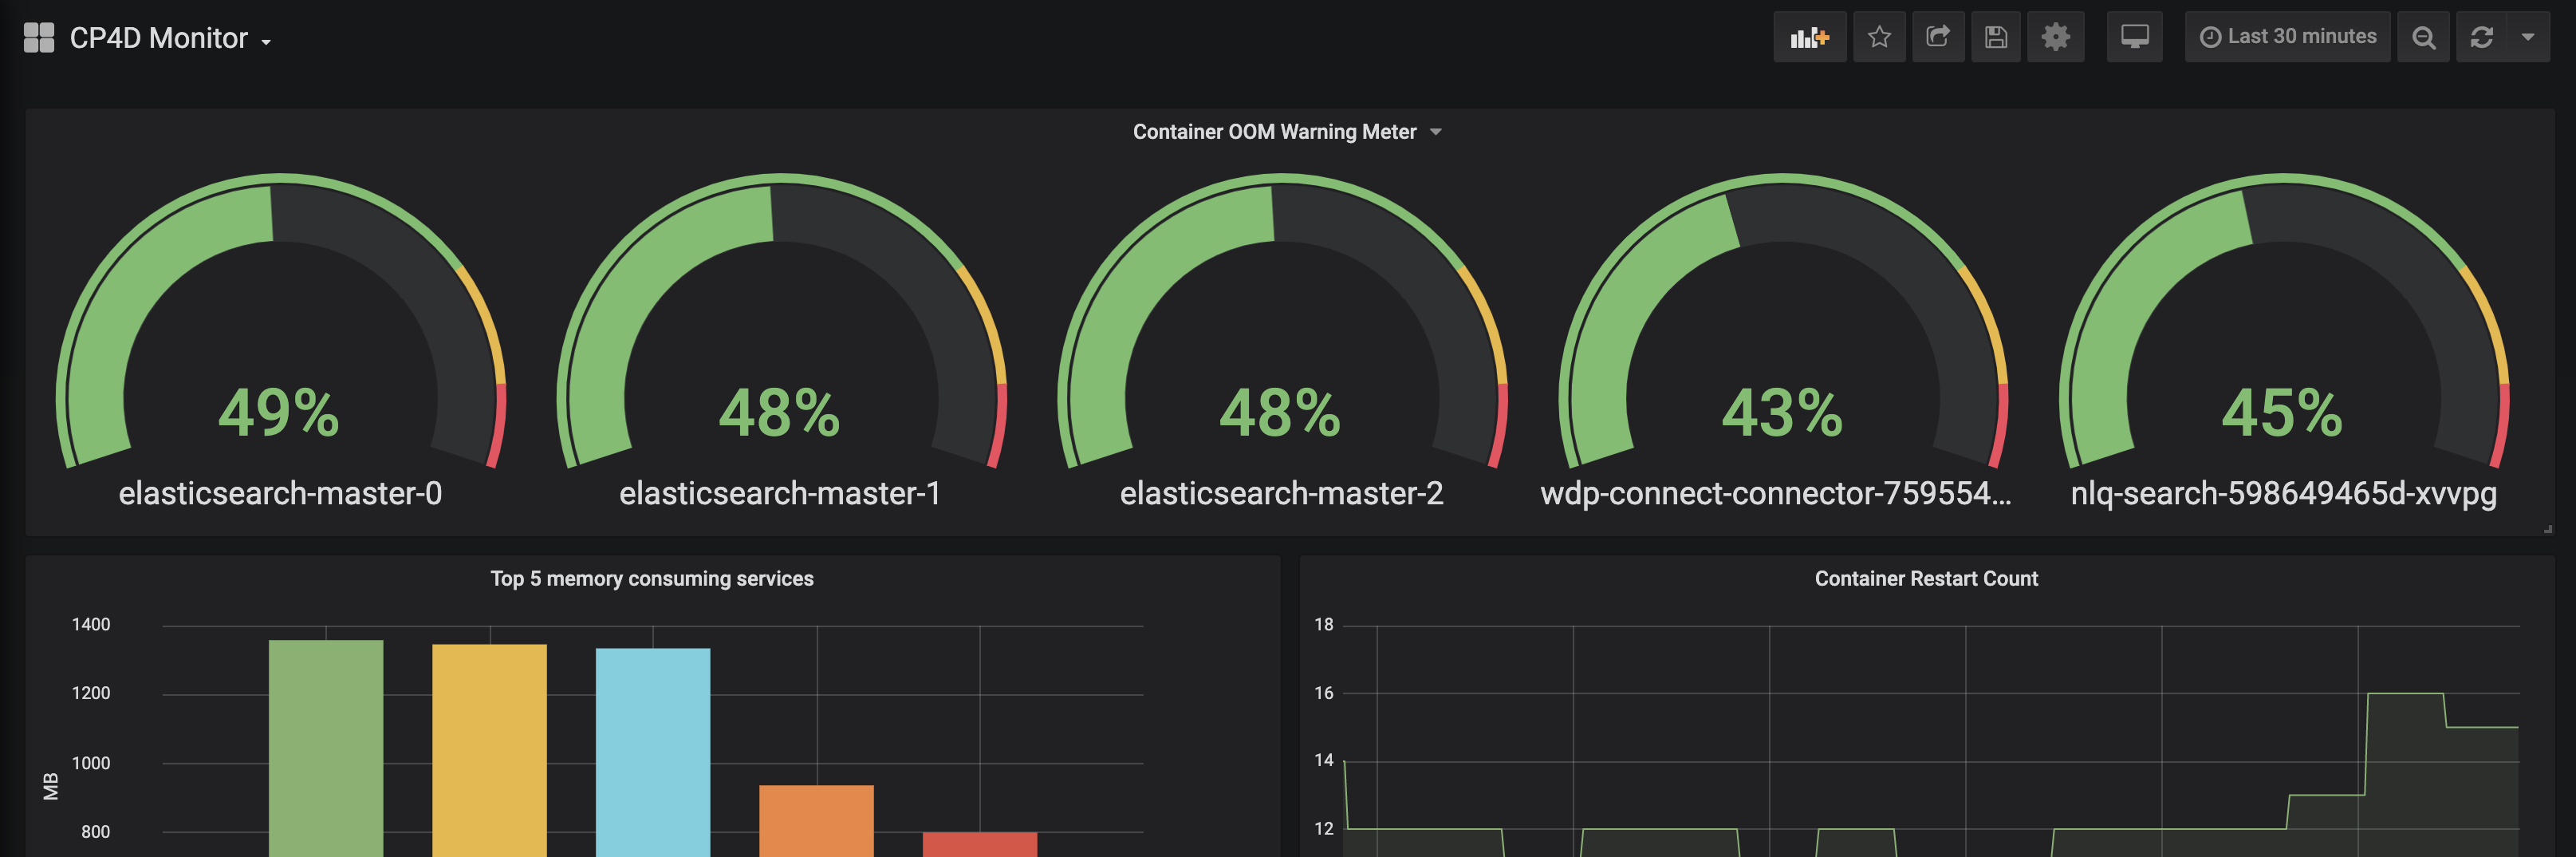 CP4D Monitor
Last 30 minutes
Container OOM Warning Meter
49%
48%
48%
43%
45%
elasticsearch-master-0
elasticsearch-master-1
elasticsearch-master-2
wdp-connect-connector-759554...
nlq-search-598649465d-xvvpg
Top 5 memory consuming services
1400
1200
1000
800
MB
Container Restart Count
18
16
14
12